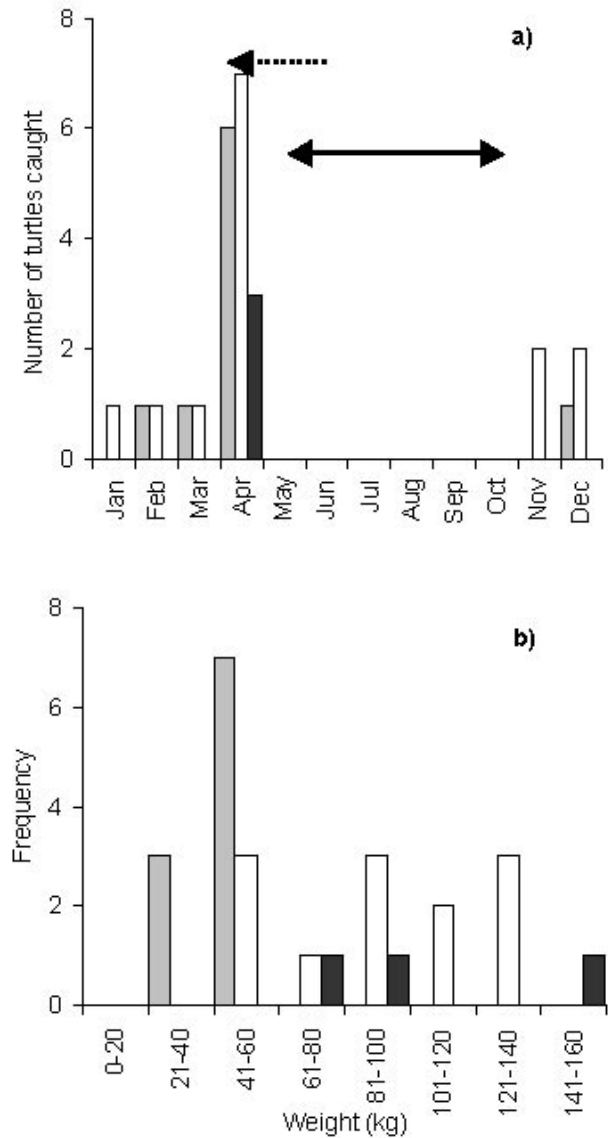 a)
Number of turtles caught
8
6
4
2
0
Jan
Feb
Mar
Apr
May
Jun
Jul
Aug
Sep
Oct
Nov
Dec
b)
Frequency
8
6
4
2
0
0-20
21-40
41-60
61-80
81-100
101-120
121-140
141-160
Weight (kg)